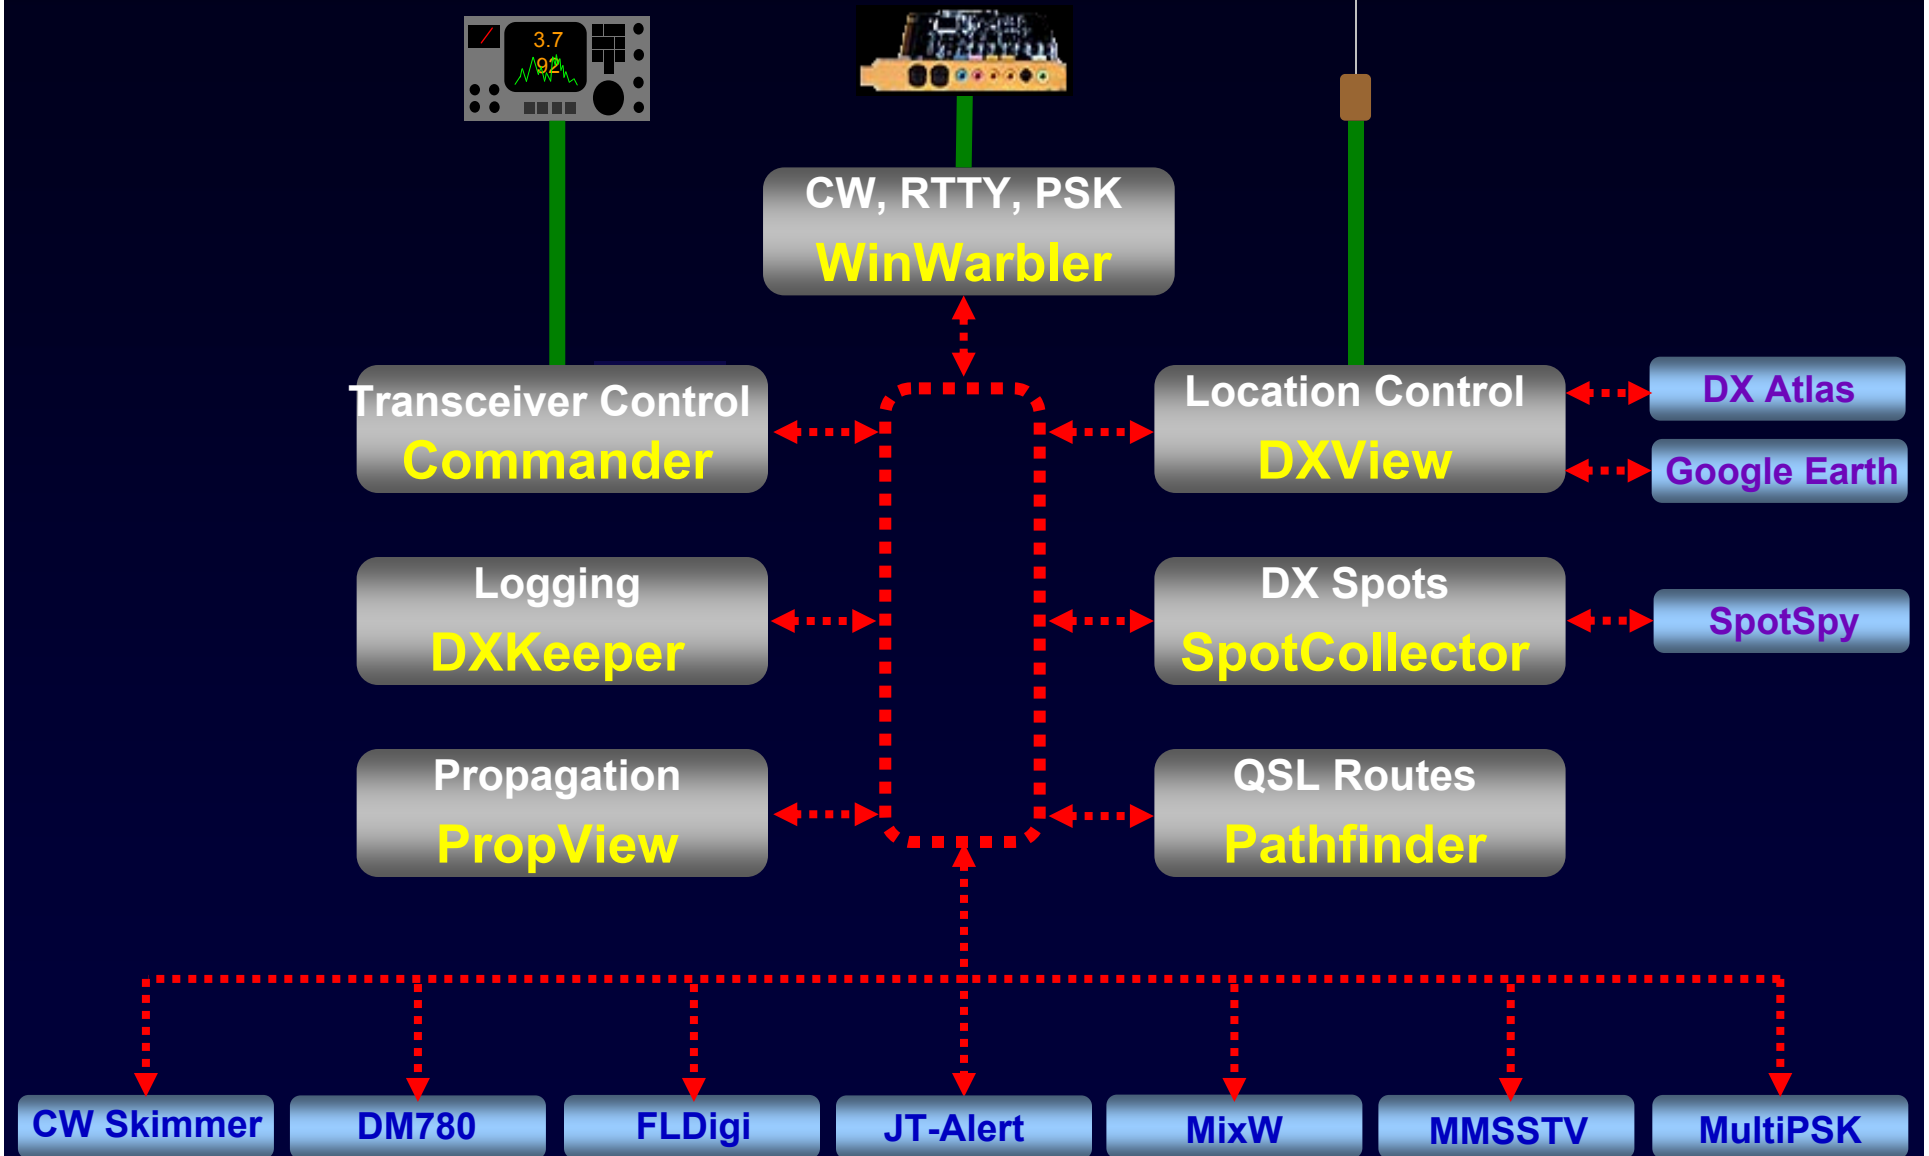 3.7
92
CW, RTTY, PSK
WinWarbler
Transceiver Control
Commander
Location Control
DXView
DX Atlas
Google Earth
Logging
DXKeeper
DX Spots
SpotCollector
SpotSpy
Propagation
PropView
QSL Routes
Pathfinder
CW Skimmer
DM780
FLDigi
JT-Alert
MixW
MMSSTV
MultiPSK